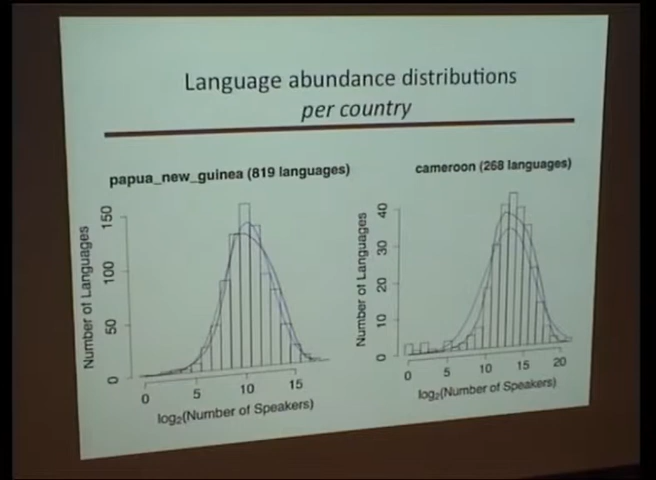 Language abundance distributions
per country
papua_new_guinea (819 languages)
cameroon (268 languages)
Number of Languages
0
50
100
150
0
5
10
15
log2(Number of Speakers)
Number of Languages
0
10
20
30
40
0
5
10
15
20
log2(Number of Speakers)